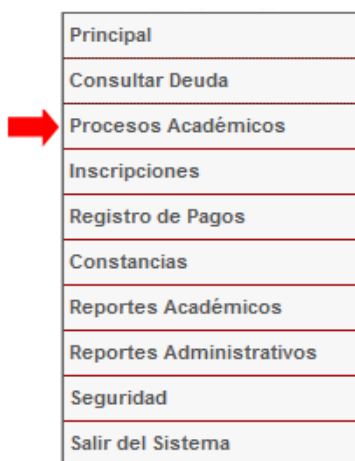 Principal
Consultar Deuda
Procesos Académicos
Inscripciones
Registro de Pagos
Constancias
Reportes Académicos
Reportes Administrativos
Seguridad
Salir del Sistema